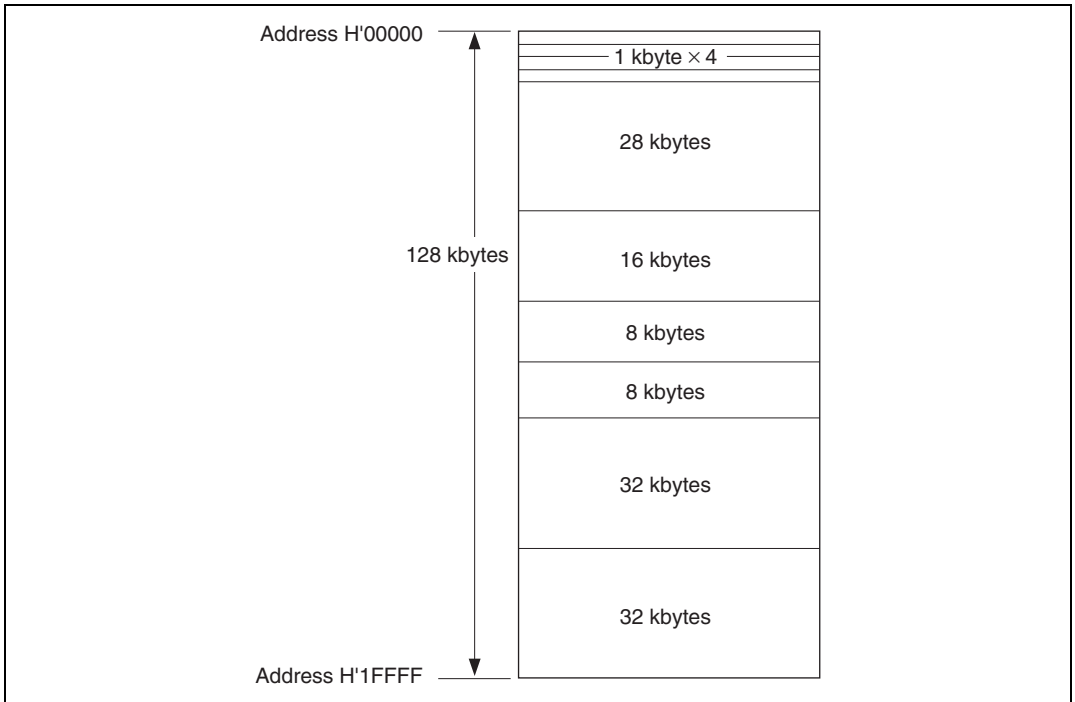 Address H'00000
1 kbyte × 4
28 kbytes
128 kbytes
16 kbytes
8 kbytes
8 kbytes
32 kbytes
32 kbytes
Address H'1FFFF